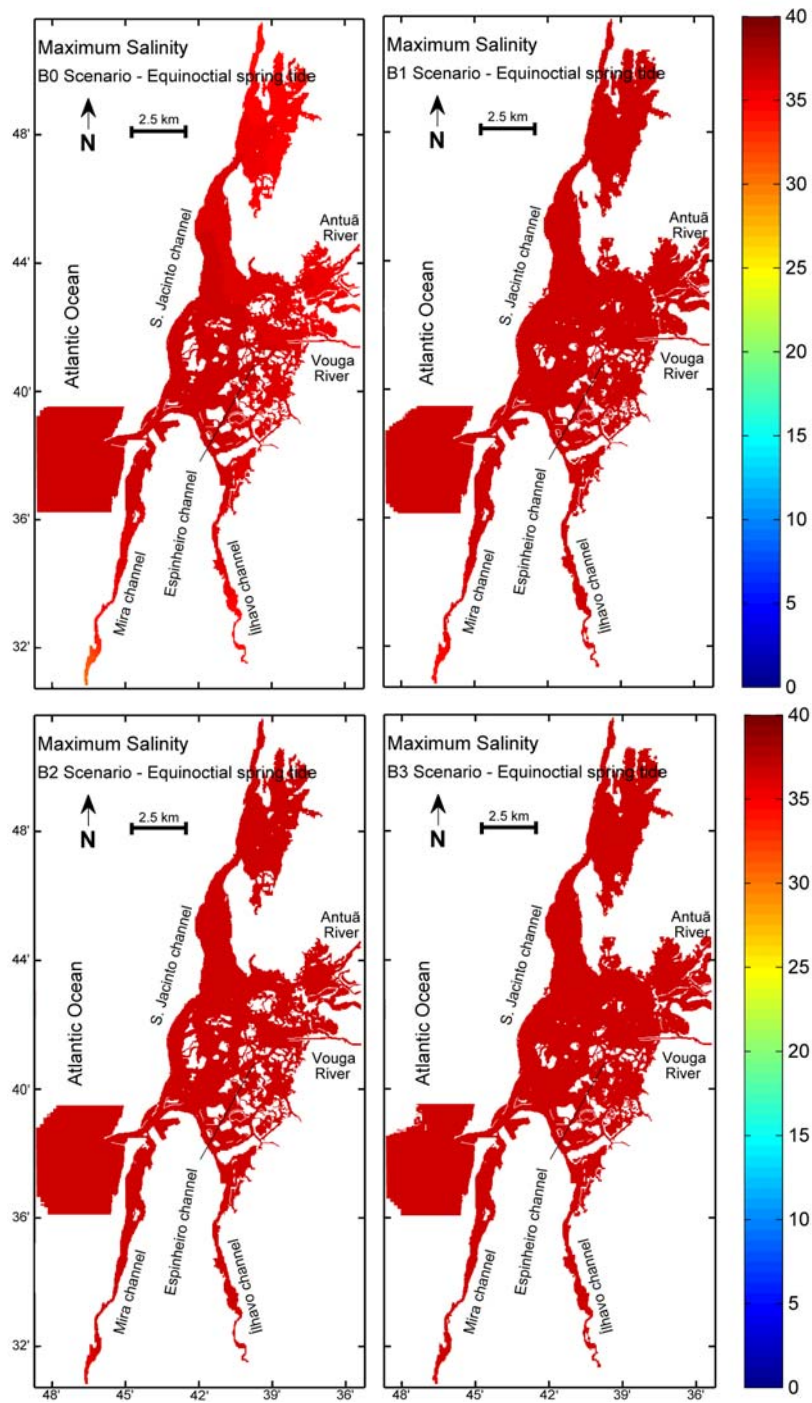 Maximum Salinity
B0 Scenario - Equinoctial spring tide
N
2.5 km
48'
44'
40'
36'
32'
Antuã
River
S. Jacinto channel
Atlantic Ocean
Vouga
River
Espinheiro channel
Mira channel
Ílhavo channel
Maximum Salinity
B1 Scenario - Equinoctial spring tide
N
2.5 km
Antuã
River
S. Jacinto channel
Atlantic Ocean
Vouga
River
Espinheiro channel
Mira channel
Ílhavo channel
40
35
30
25
20
15
10
5
0
Maximum Salinity
B2 Scenario - Equinoctial spring tide
N
2.5 km
48'
44'
40'
36'
32'
Antuã
River
S. Jacinto channel
Atlantic Ocean
Vouga
River
Espinheiro channel
Mira channel
Ílhavo channel
48' 45' 42' 39' 36'
Maximum Salinity
B3 Scenario - Equinoctial spring tide
N
2.5 km
Antuã
River
S. Jacinto channel
Atlantic Ocean
Vouga
River
Espinheiro channel
Mira channel
Ílhavo channel
48' 45' 42' 39' 36'
40
35
30
25
20
15
10
5
0